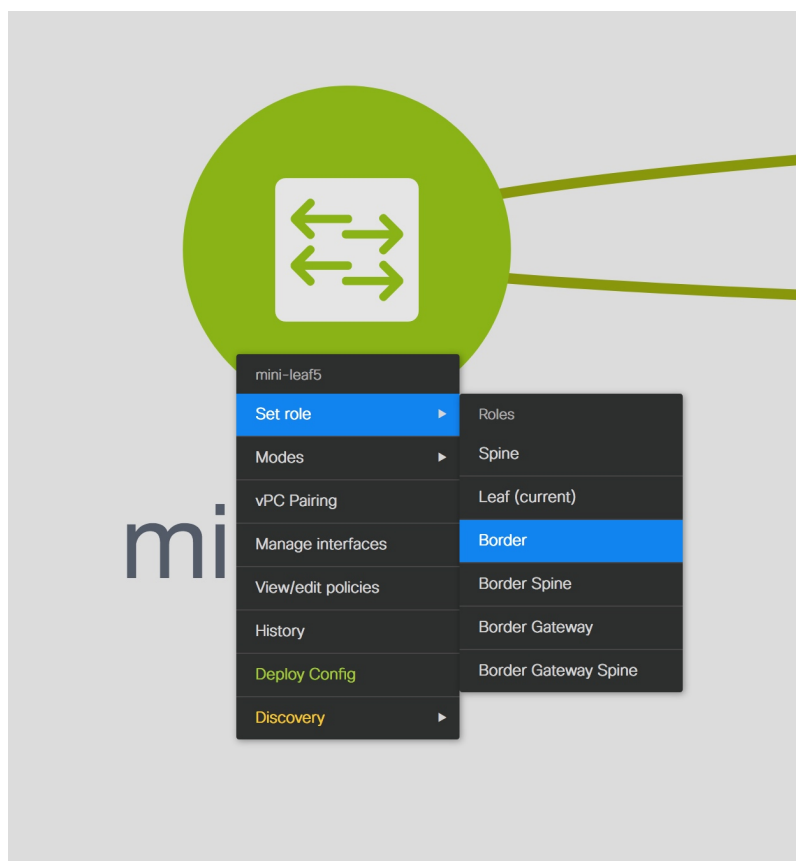 mini-leaf5
Set role
Modes
vPC Pairing
Manage interfaces
View/edit policies
History
Deploy Config
Discovery
Roles
Spine
Leaf (current)
Border
Border Spine
Border Gateway
Border Gateway Spine
mi